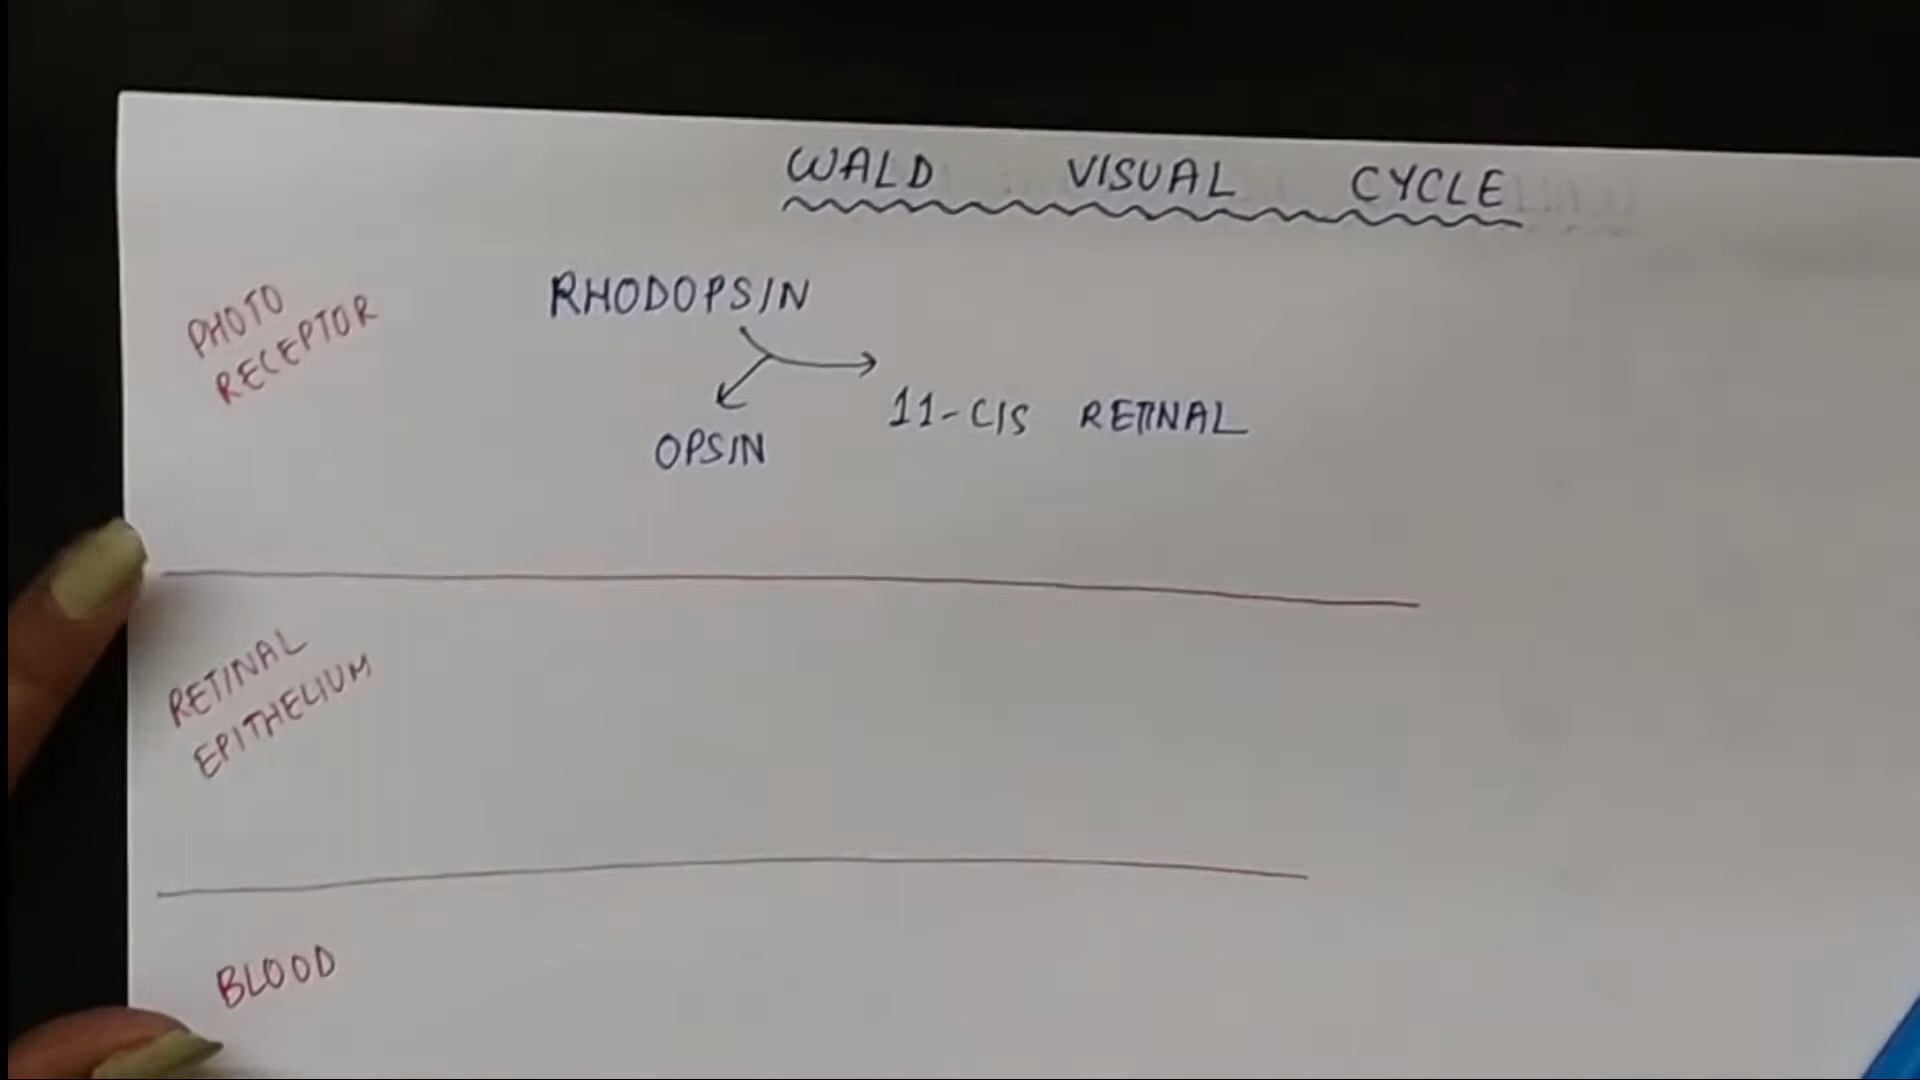 WALD VISUAL CYCLE
PHOTO
RECEPTOR
RHODOPSIN
OPSIN
11-CIS RETINAL
RETINAL
EPITHELIUM
BLOOD